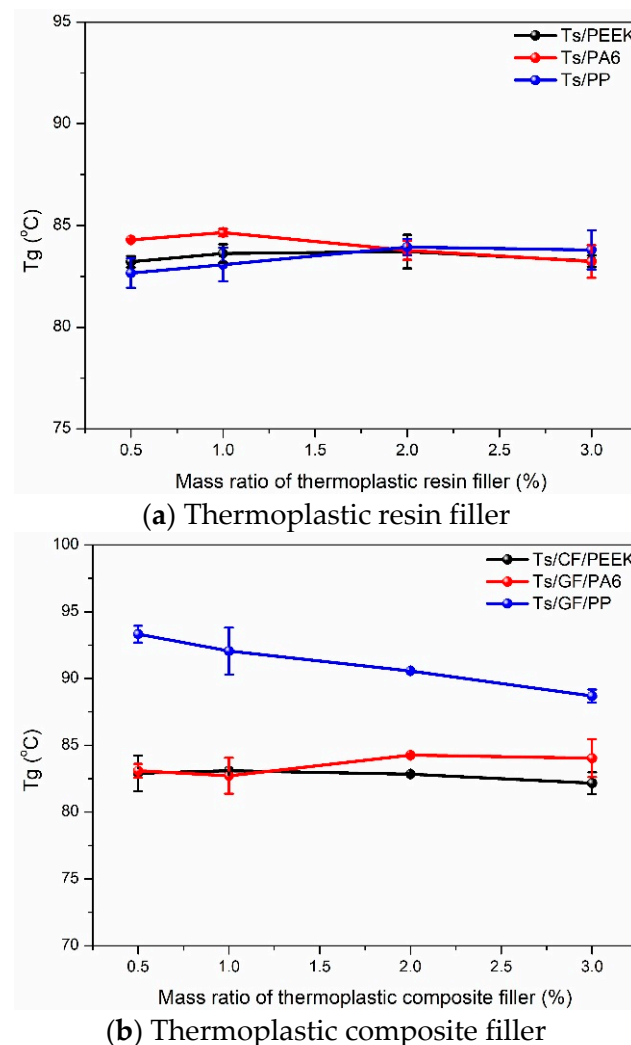 95
90
85
80
75
Tg (°C)
Ts/PEEK
Ts/PA6
Ts/PP
0.5 1.0 1.5 2.0 2.5 3.0
Mass ratio of thermoplastic resin filler (%)
(a) Thermoplastic resin filler
100
95
90
85
80
75
70
Tg (°C)
Ts/CF/PEEK
Ts/GF/PA6
Ts/GF/PP
0.5 1.0 1.5 2.0 2.5 3.0
Mass ratio of thermoplastic composite filler (%)
(b) Thermoplastic composite filler